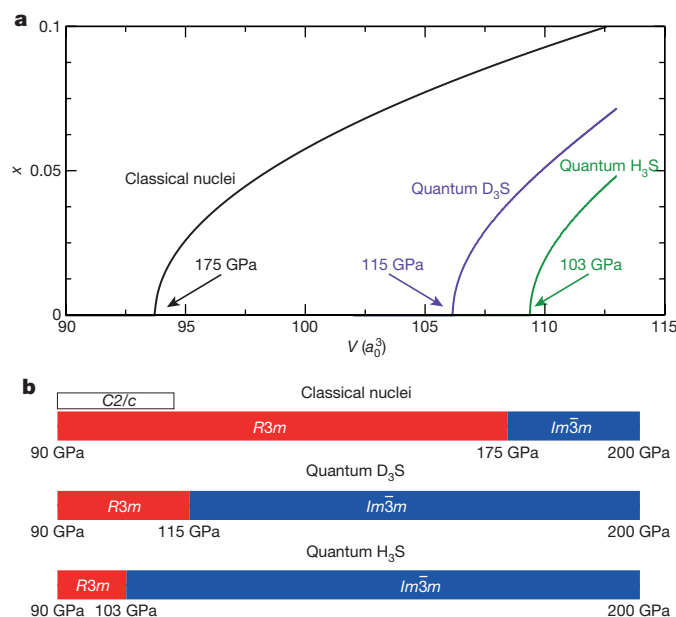 a
0.1
Classical nuclei
Quantum D₃S
Quantum H₃S
x
0.05
175 GPa
115 GPa
103 GPa
0
90 95 100 105 110 115
V (a₀³)
b
Classical nuclei
C2/c
R3m Im3̅m
90 GPa 175 GPa 200 GPa
Quantum D₃S
R3m Im3̅m
90 GPa 115 GPa 200 GPa
Quantum H₃S
R3m Im3̅m
90 GPa 103 GPa 200 GPa